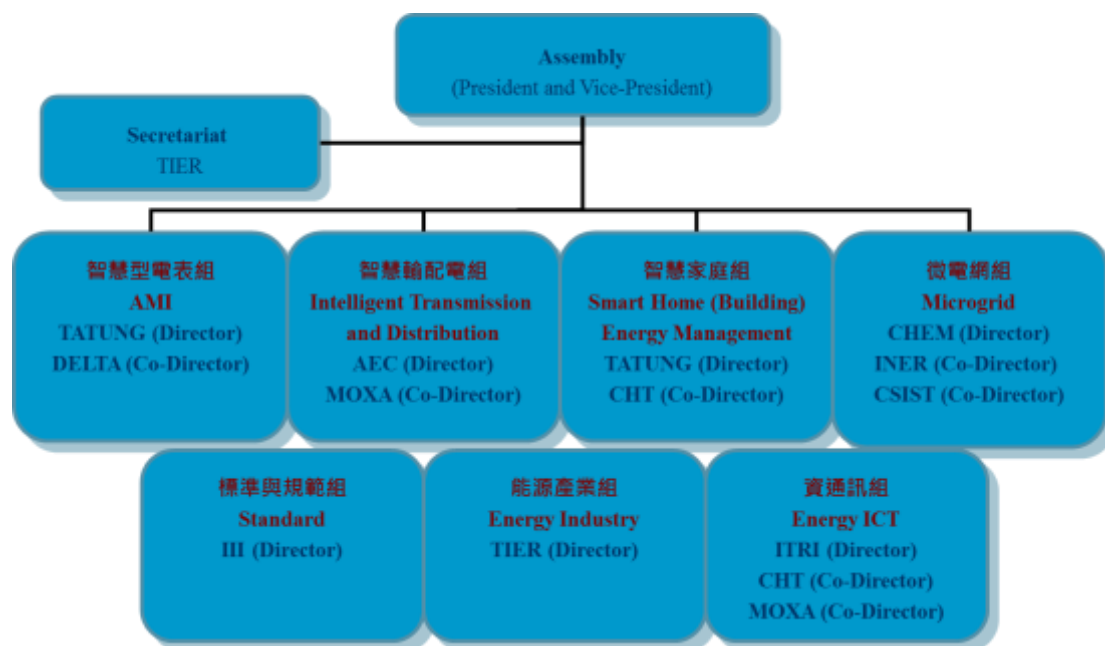 Assembly
(President and Vice-President)
Secretariat
TIER
智慧型電表組
AMI
TATUNG (Director)
DELTA (Co-Director)
智慧輸配電組
Intelligent Transmission
and Distribution
AEC (Director)
MOXA (Co-Director)
智慧家庭組
Smart Home (Building)
Energy Management
TATUNG (Director)
CHT (Co-Director)
微電網組
Microgrid
CHEM (Director)
INER (Co-Director)
CSIST (Co-Director)
標準與規範組
Standard
III (Director)
能源產業組
Energy Industry
TIER (Director)
資通訊組
Energy ICT
ITRI (Director)
CHT (Co-Director)
MOXA (Co-Director)